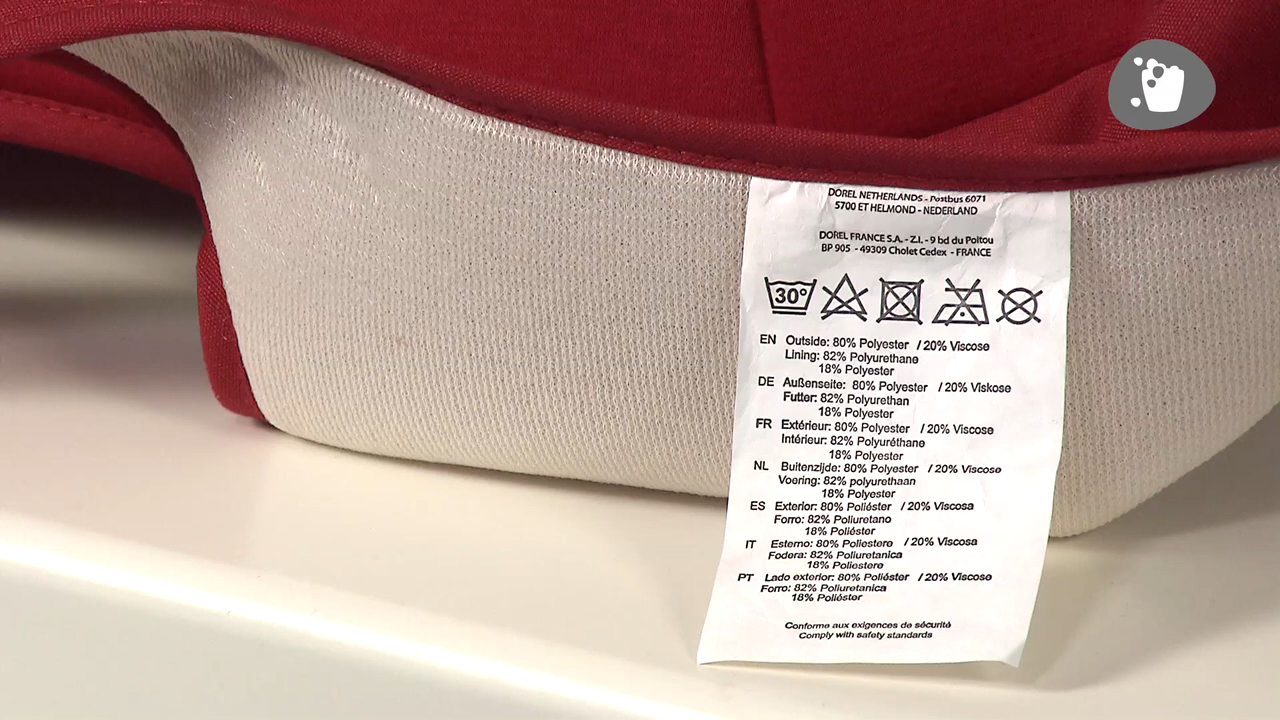 DOREL NETHERLANDS - Postbus 6071
5700 ET HELMOND - NEDERLAND
DOREL FRANCE S.A. - Z.I. - 9 bd du Poitou
BP 905 - 49309 Cholet Cedex - FRANCE
30°
EN Outside: 80% Polyester / 20% Viscose
Lining: 82% Polyurethane
18% Polyester
DE Außenseite: 80% Polyester / 20% Viskose
Futter: 82% Polyurethan
18% Polyester
FR Extérieur: 80% Polyester / 20% Viscose
Intérieur: 82% Polyuréthane
18% Polyester
NL Buitenzijde: 80% Polyester / 20% Viscose
Voering: 82% polyurethaan
18% Polyester
ES Exterior: 80% Poliéster / 20% Viscosa
Forro: 82% Poliuretano
18% Poliéster
IT Esterno: 80% Poliestere / 20% Viscosa
Fodera: 82% Poliuretanica
18% Poliestere
PT Lado exterior: 80% Poliéster / 20% Viscose
Forro: 82% Poliuretanica
18% Poliéster
Conforme aux exigences de sécurité
Comply with safety standards